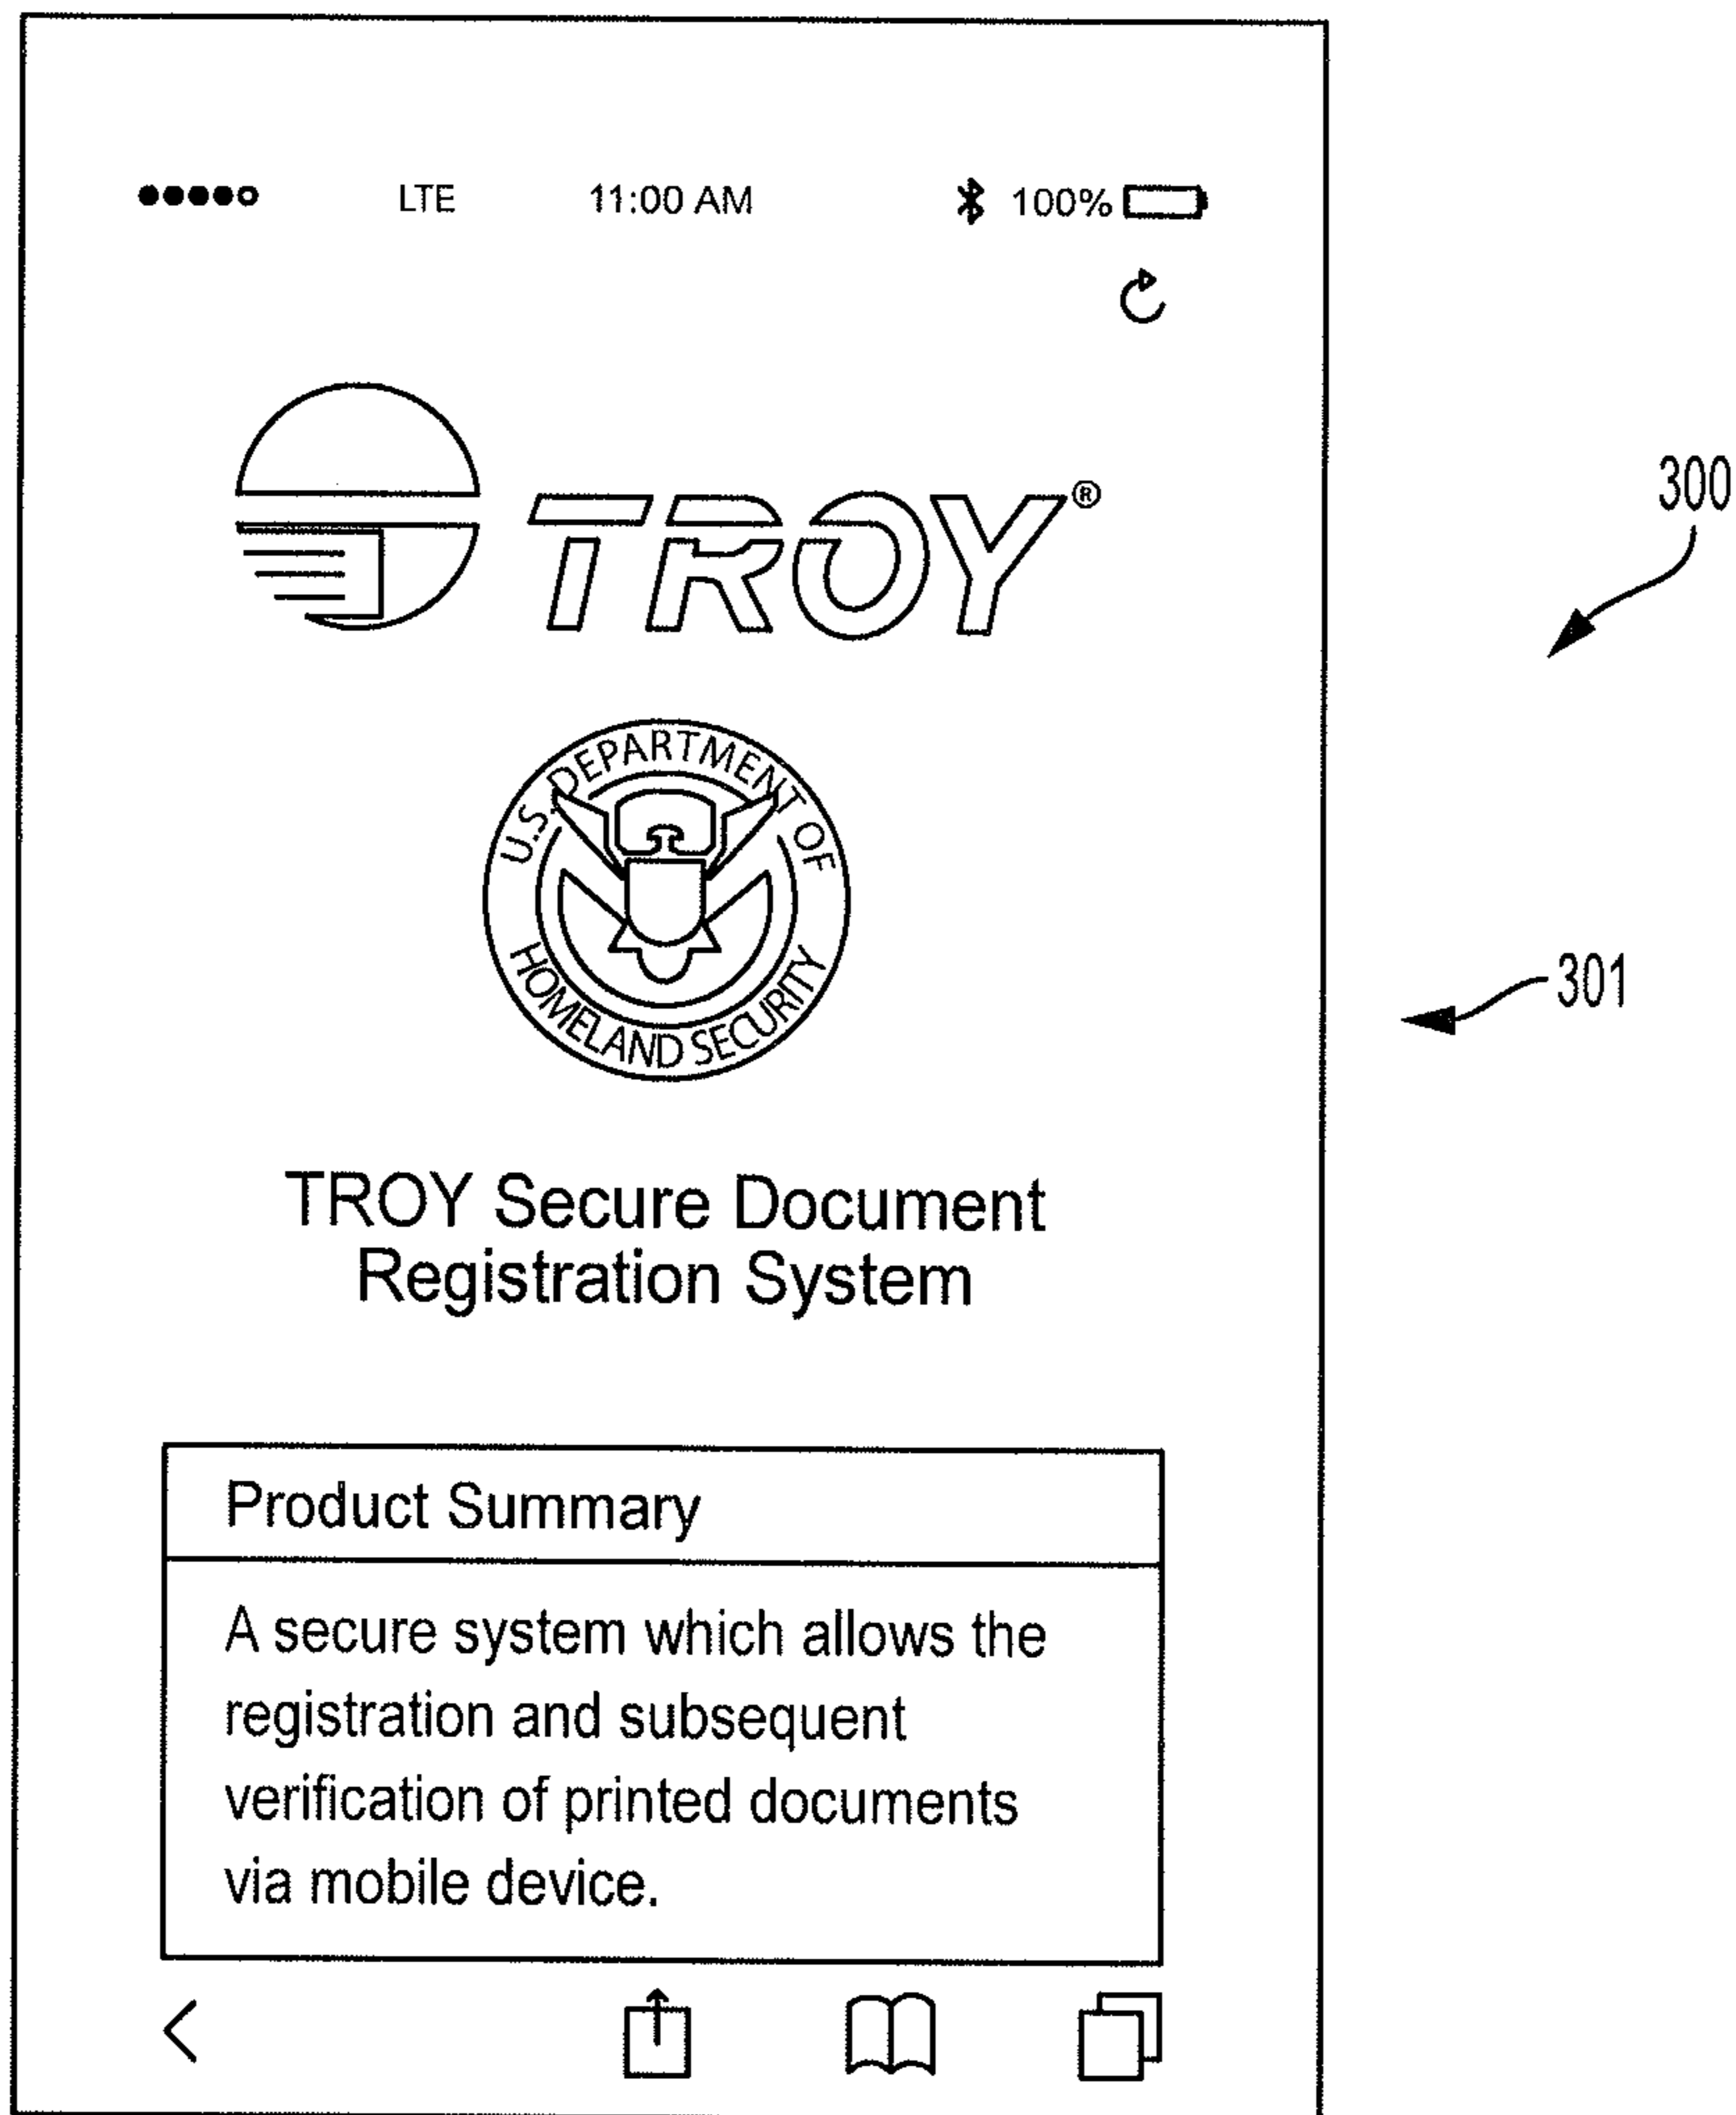 LTE 11:00 AM 100%
TROY®
300
U.S. DEPARTMENT OF
HOMELAND SECURITY
301
TROY Secure Document
Registration System
Product Summary
A secure system which allows the
registration and subsequent
verification of printed documents
via mobile device.